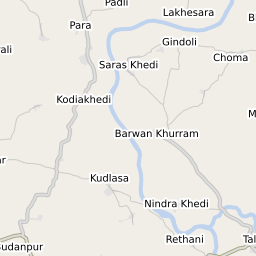 Padli
Lakhesara
Para
Gindoli
Choma
Saras Khedi
Kodiakhedi
Barwan Khurram
Kudlasa
Nindra Khedi
Rethani